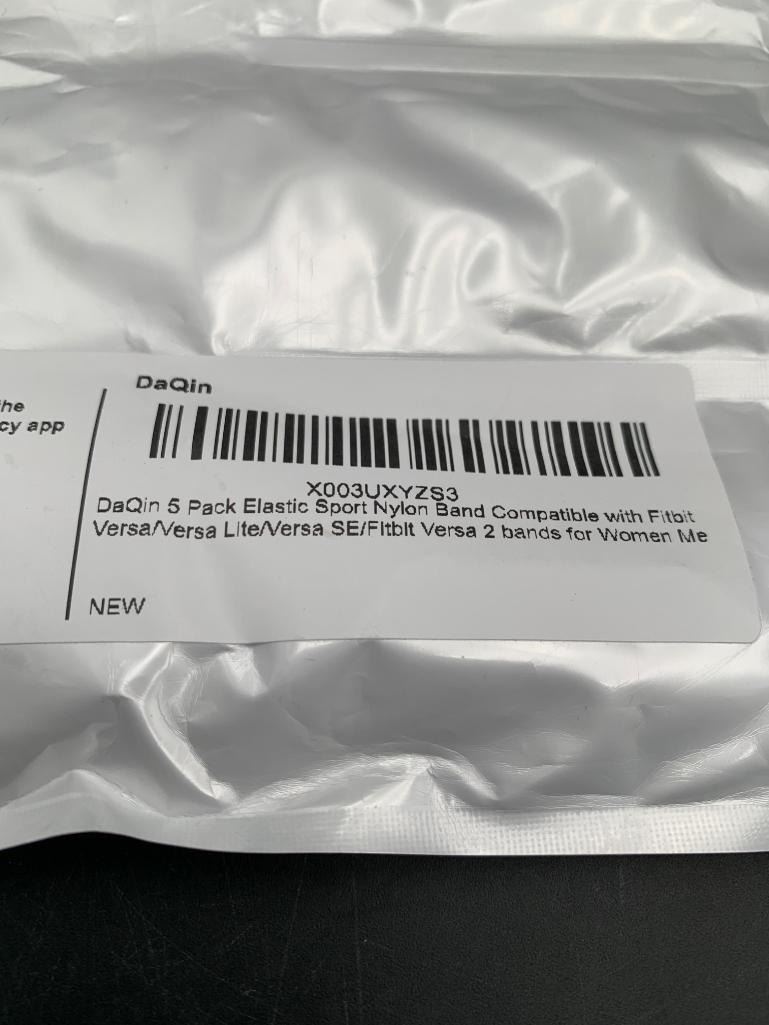 he
cy app
DaQin
X003UXYZS3
DaQin 5 Pack Elastic Sport Nylon Band Compatible with Fitbit
Versa/Versa Lite/Versa SE/Fitbit Versa 2 bands for Women Me
NEW